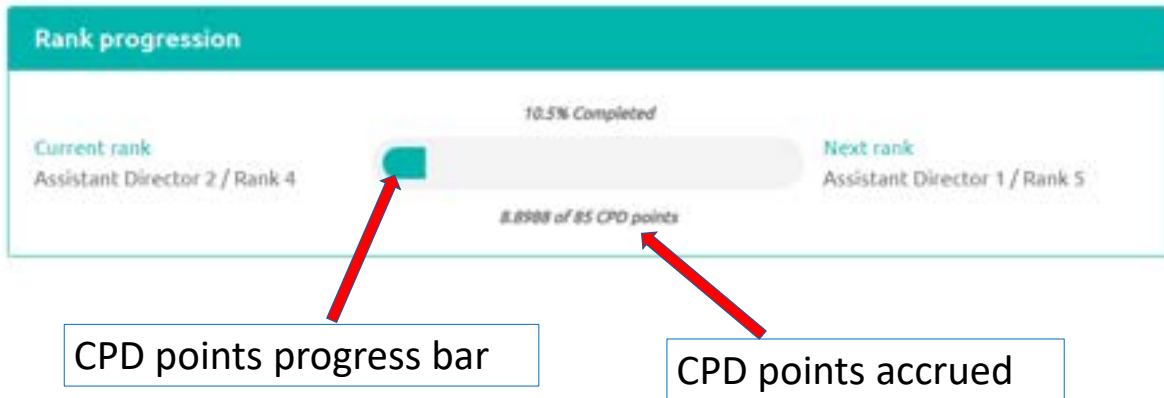 Rank progression
10.5% Completed
Current rank
Assistant Director 2 / Rank 4
Next rank
Assistant Director 1 / Rank 5
8.8988 of 85 CPD points
CPD points progress bar
CPD points accrued